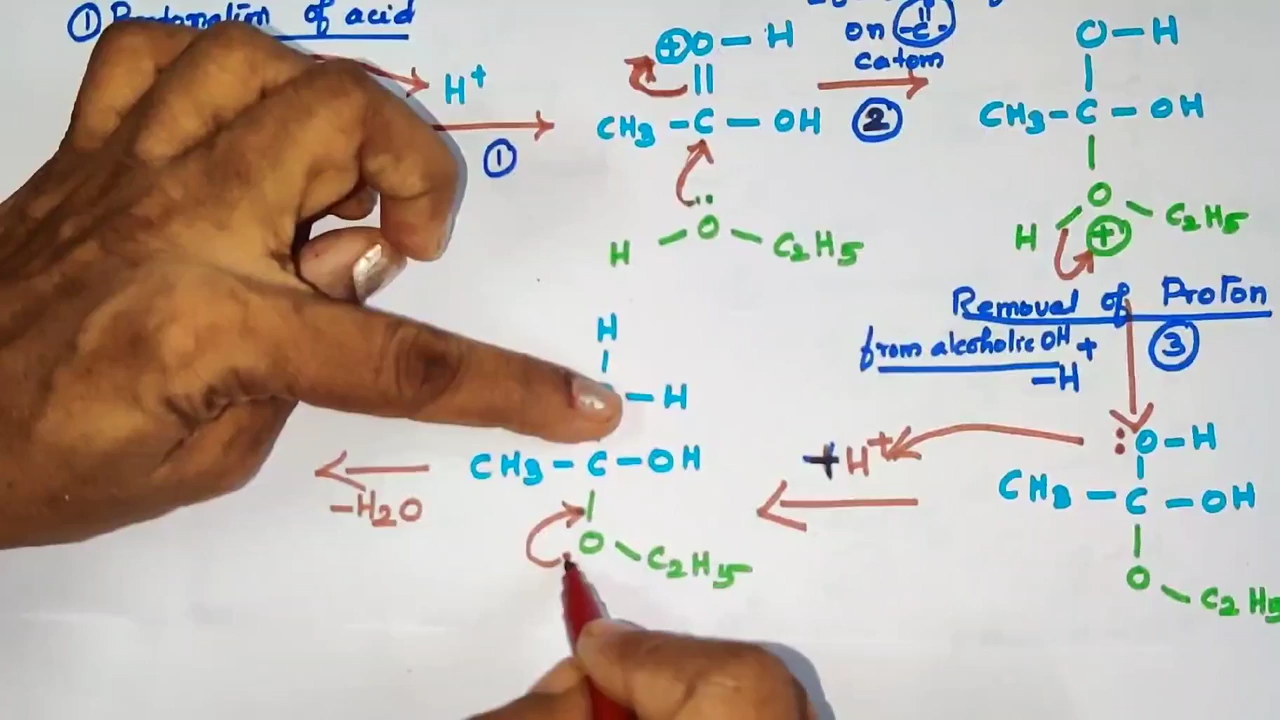 ① Protonation of acid
H⁺
①
⊕O – H
||
CH3 – C – OH
H – O – C2H5
on –C–
catom
②
O – H
CH3 – C – OH
O
H ⊕ C2H5
Removal of Proton
from alcoholic OH
–H⁺
③
H
– H
CH3 – C – OH
O – C2H5
–H2O
+H⁺
:O – H
CH3 – C – OH
O – C2H5